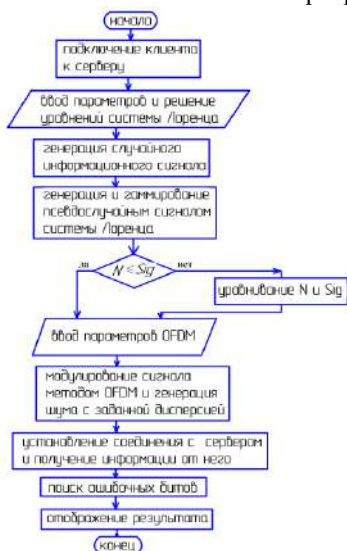 начало
подключение клиента
к серверу
ввод параметров и решение
уровнений системы Лоренца
генерация случайного
информационного сигнала
генерация и гаммирование
псевдослучайным сигналом
системы Лоренца
да
N ≤ Sig
нет
уравнивание N и Sig
ввод параметров OFDM
модулирование сигнала
методом OFDM и генерация
шума с заданной дисперсией
установление соединения с сервером
и получение информации от него
поиск ошибочных битов
отображение результата
конец